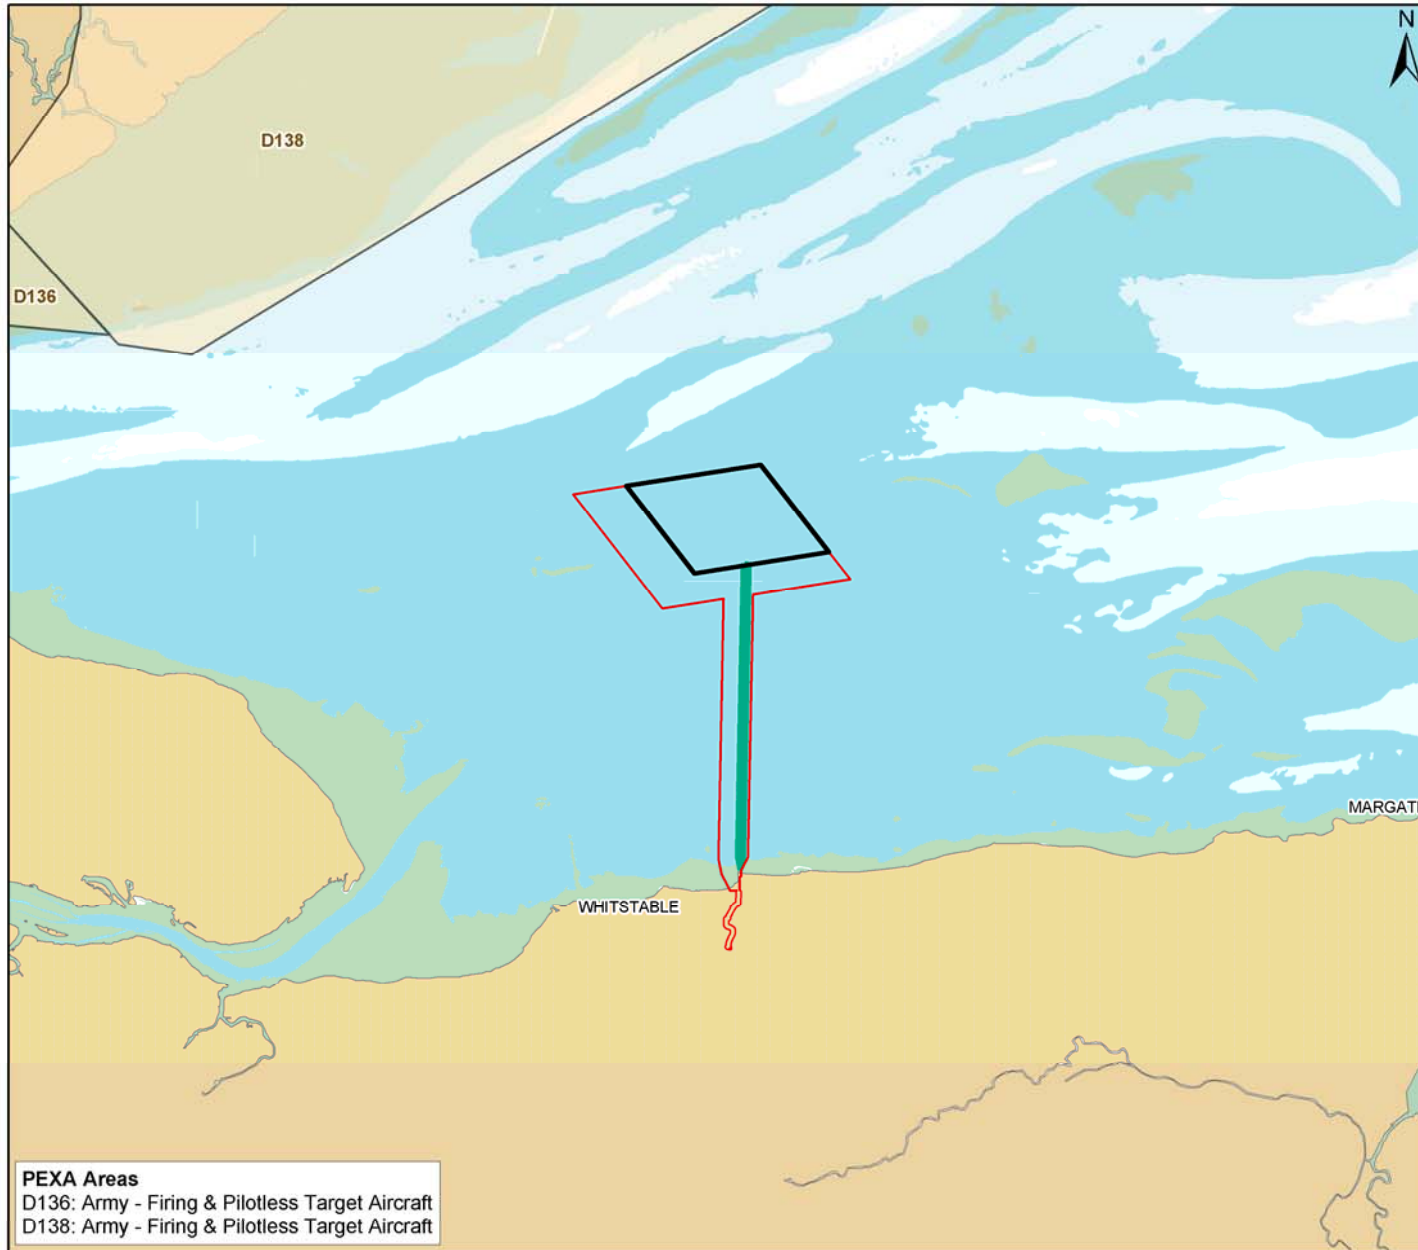 N
D138
D136
MARGAT
WHITSTABLE
PEXA Areas
D136: Army - Firing & Pilotless Target Aircraft
D138: Army - Firing & Pilotless Target Aircraft